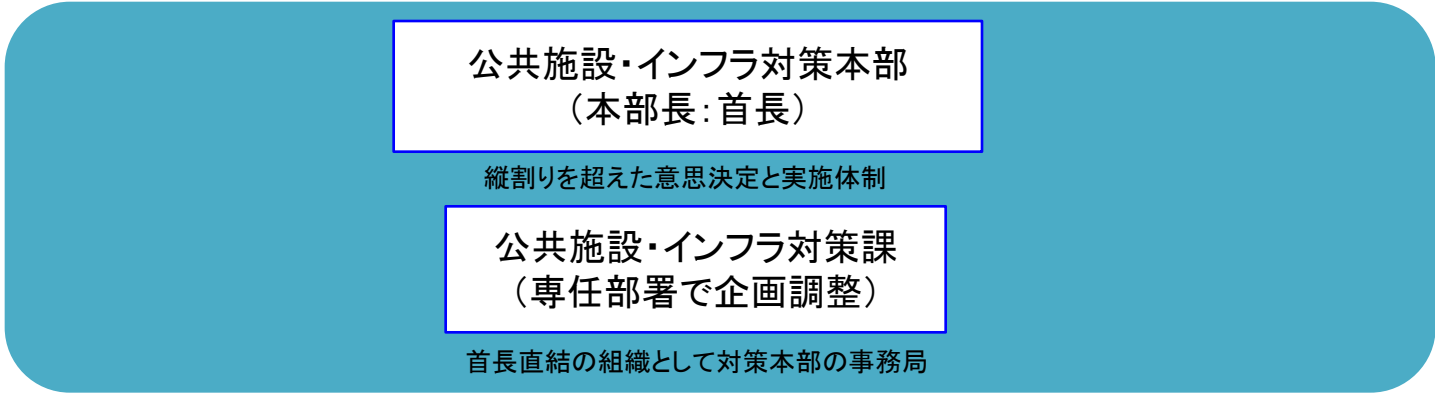 公共施設・インフラ対策本部
（本部長：首長）
縦割りを超えた意思決定と実施体制
公共施設・インフラ対策課
（専任部署で企画調整）
首長直結の組織として対策本部の事務局